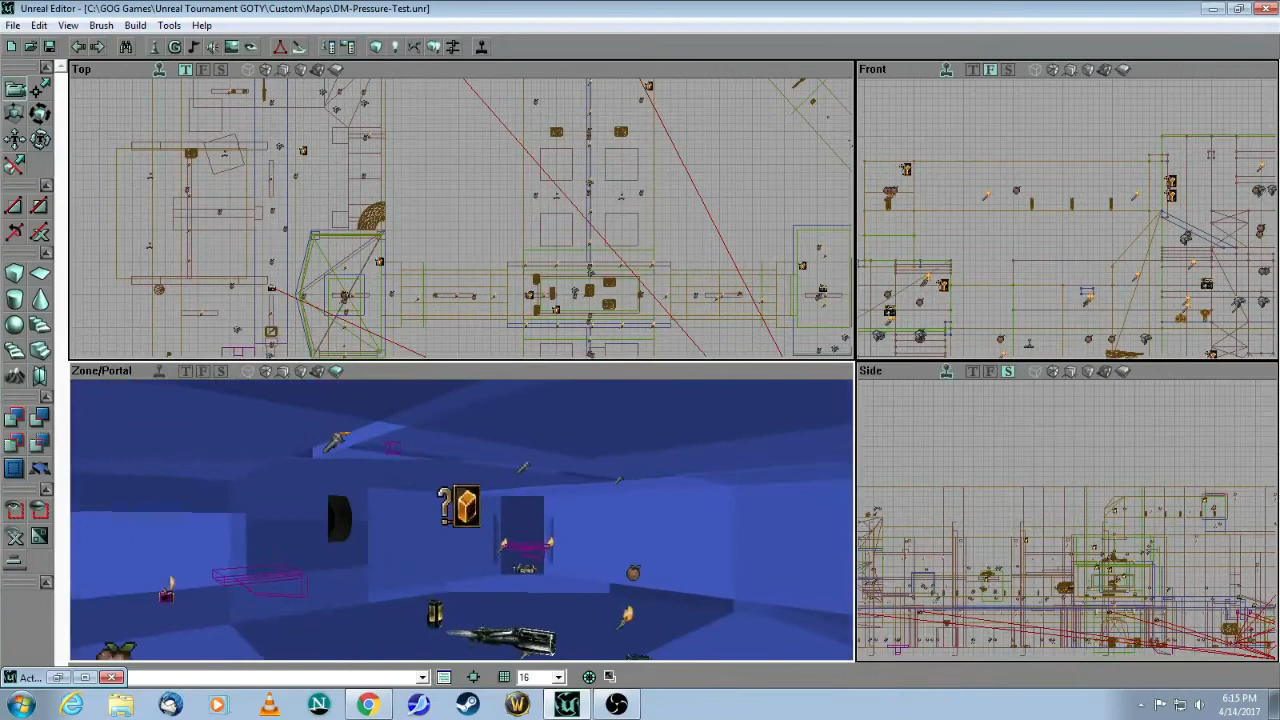 Unreal Editor - [C:\GOG Games\Unreal Tournament GOTY\Custom\Maps\DM-Pressure-Test.unr]
File Edit View Brush Build Tools Help
Top T F S
Front T F S
Zone/Portal T F S
Side T F S
Act...
16
6:15 PM
4/14/2017